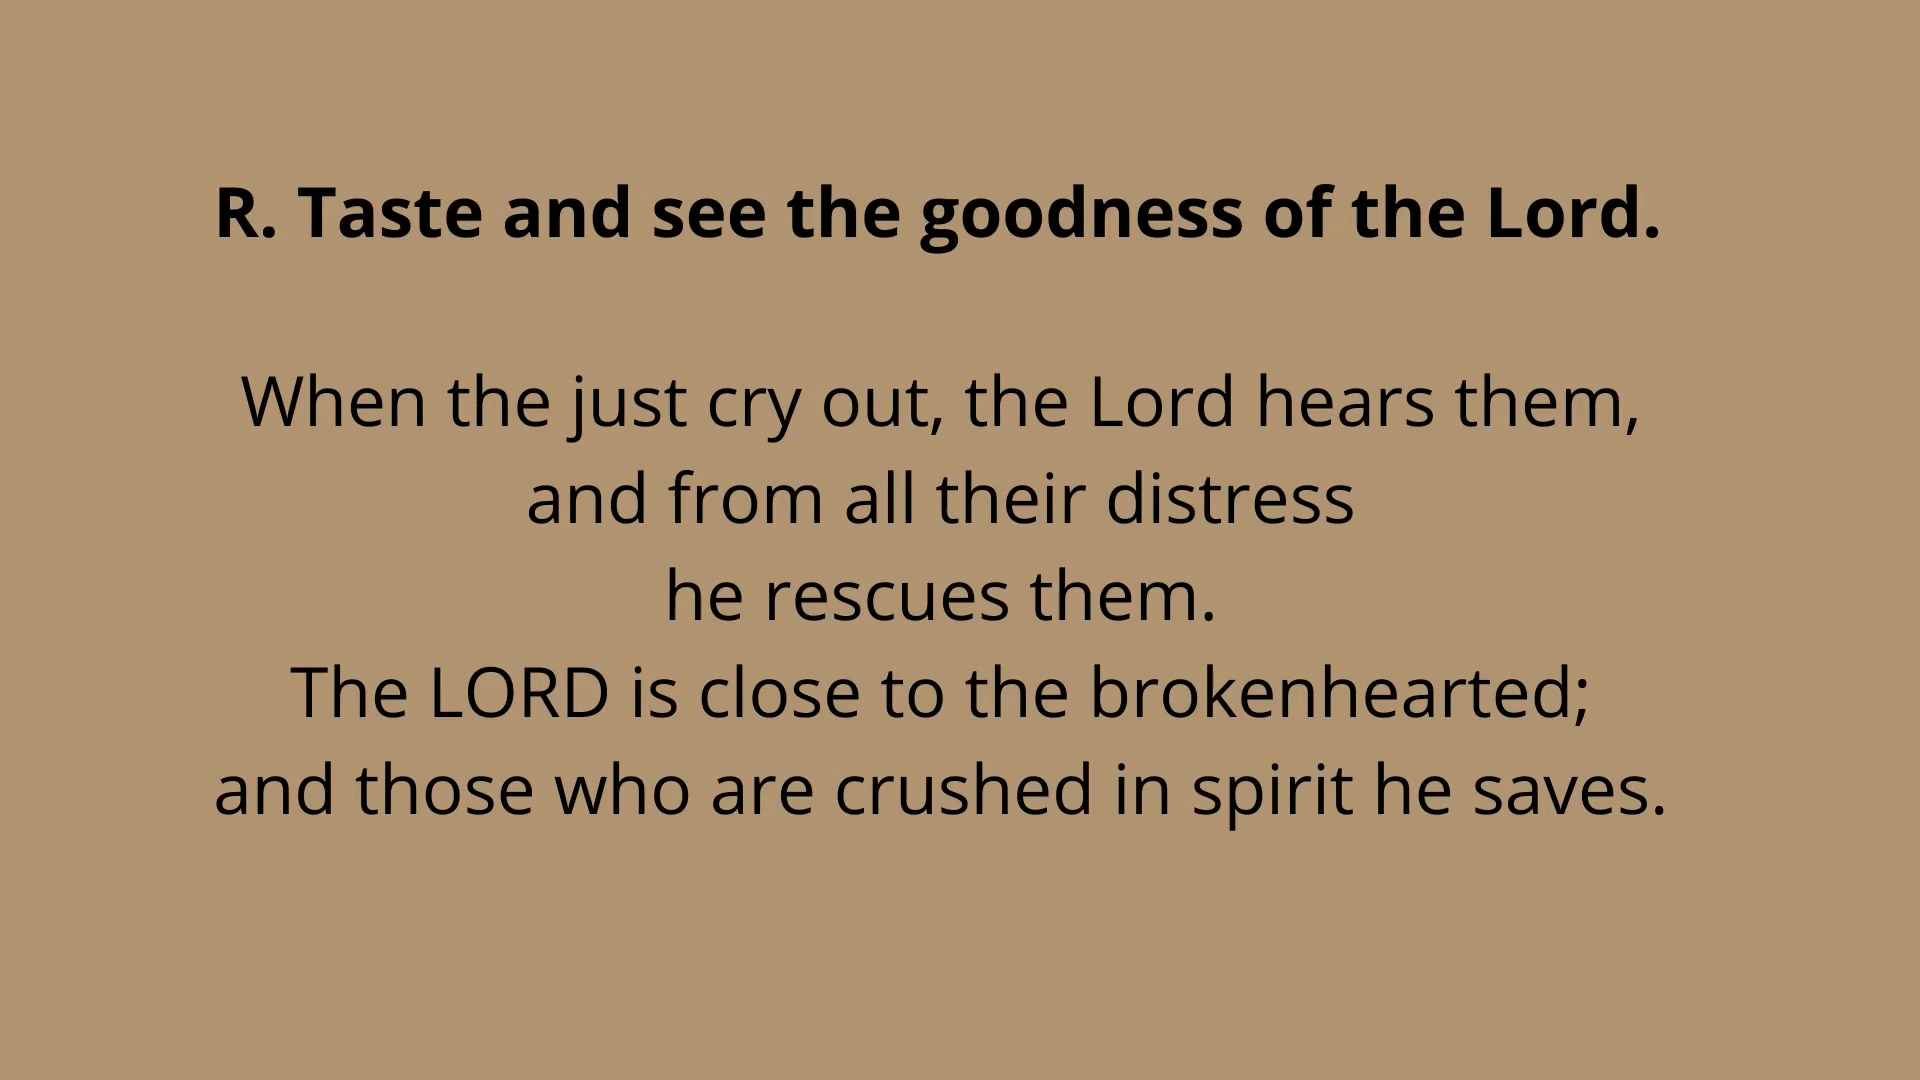 R. Taste and see the goodness of the Lord.
When the just cry out, the Lord hears them,
and from all their distress
he rescues them.
The LORD is close to the brokenhearted;
and those who are crushed in spirit he saves.